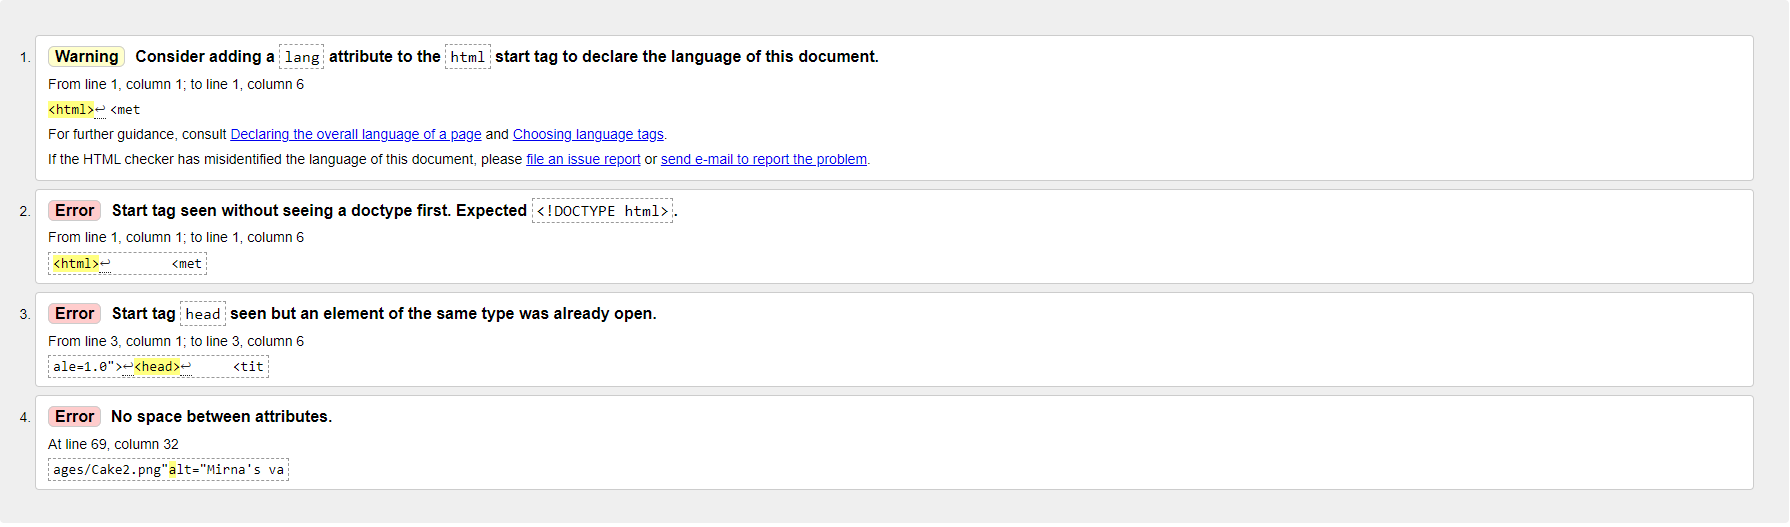 1. Warning Consider adding a lang attribute to the html start tag to declare the language of this document.
From line 1, column 1; to line 1, column 6
<html>↩ <met
For further guidance, consult Declaring the overall language of a page and Choosing language tags.
If the HTML checker has misidentified the language of this document, please file an issue report or send e-mail to report the problem.
2. Error Start tag seen without seeing a doctype first. Expected <!DOCTYPE html>.
From line 1, column 1; to line 1, column 6
<html>↩ <met
3. Error Start tag head seen but an element of the same type was already open.
From line 3, column 1; to line 3, column 6
ale=1.0">↩<head>↩ <tit
4. Error No space between attributes.
At line 69, column 32
ages/Cake2.png"alt="Mirna's va